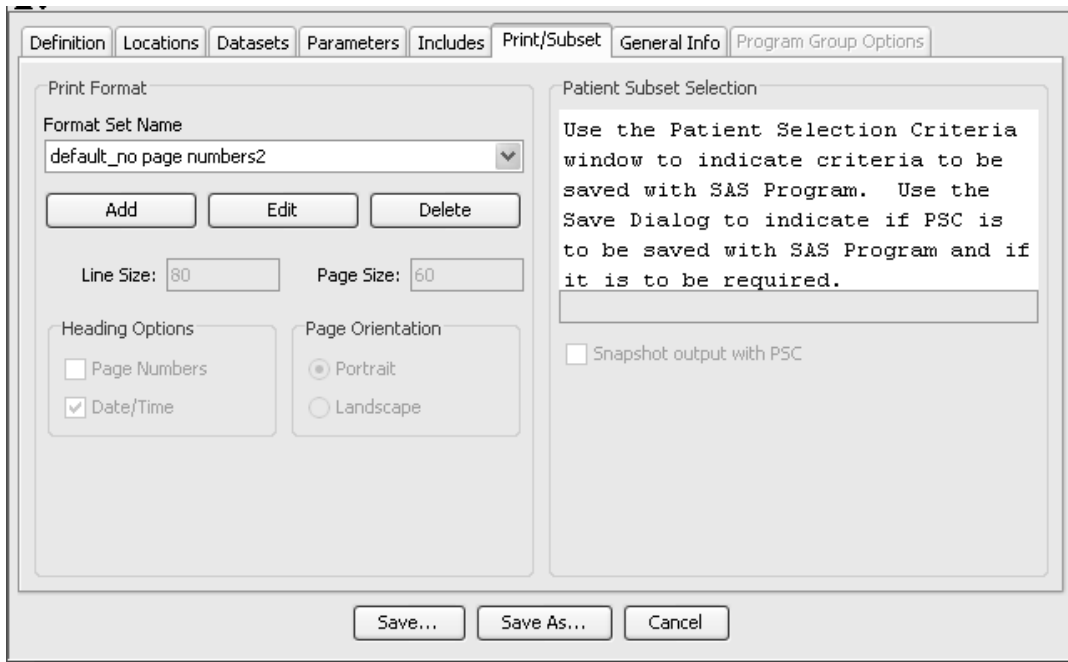 Definition Locations Datasets Parameters Includes Print/Subset General Info Program Group Options
Print Format
Format Set Name
default_no page numbers2
Add Edit Delete
Line Size: 80 Page Size: 60
Heading Options
Page Numbers
Date/Time
Page Orientation
Portrait
Landscape
Patient Subset Selection
Use the Patient Selection Criteria
window to indicate criteria to be
saved with SAS Program.  Use the
Save Dialog to indicate if PSC is
to be saved with SAS Program and if
it is to be required.
Snapshot output with PSC
Save... Save As... Cancel